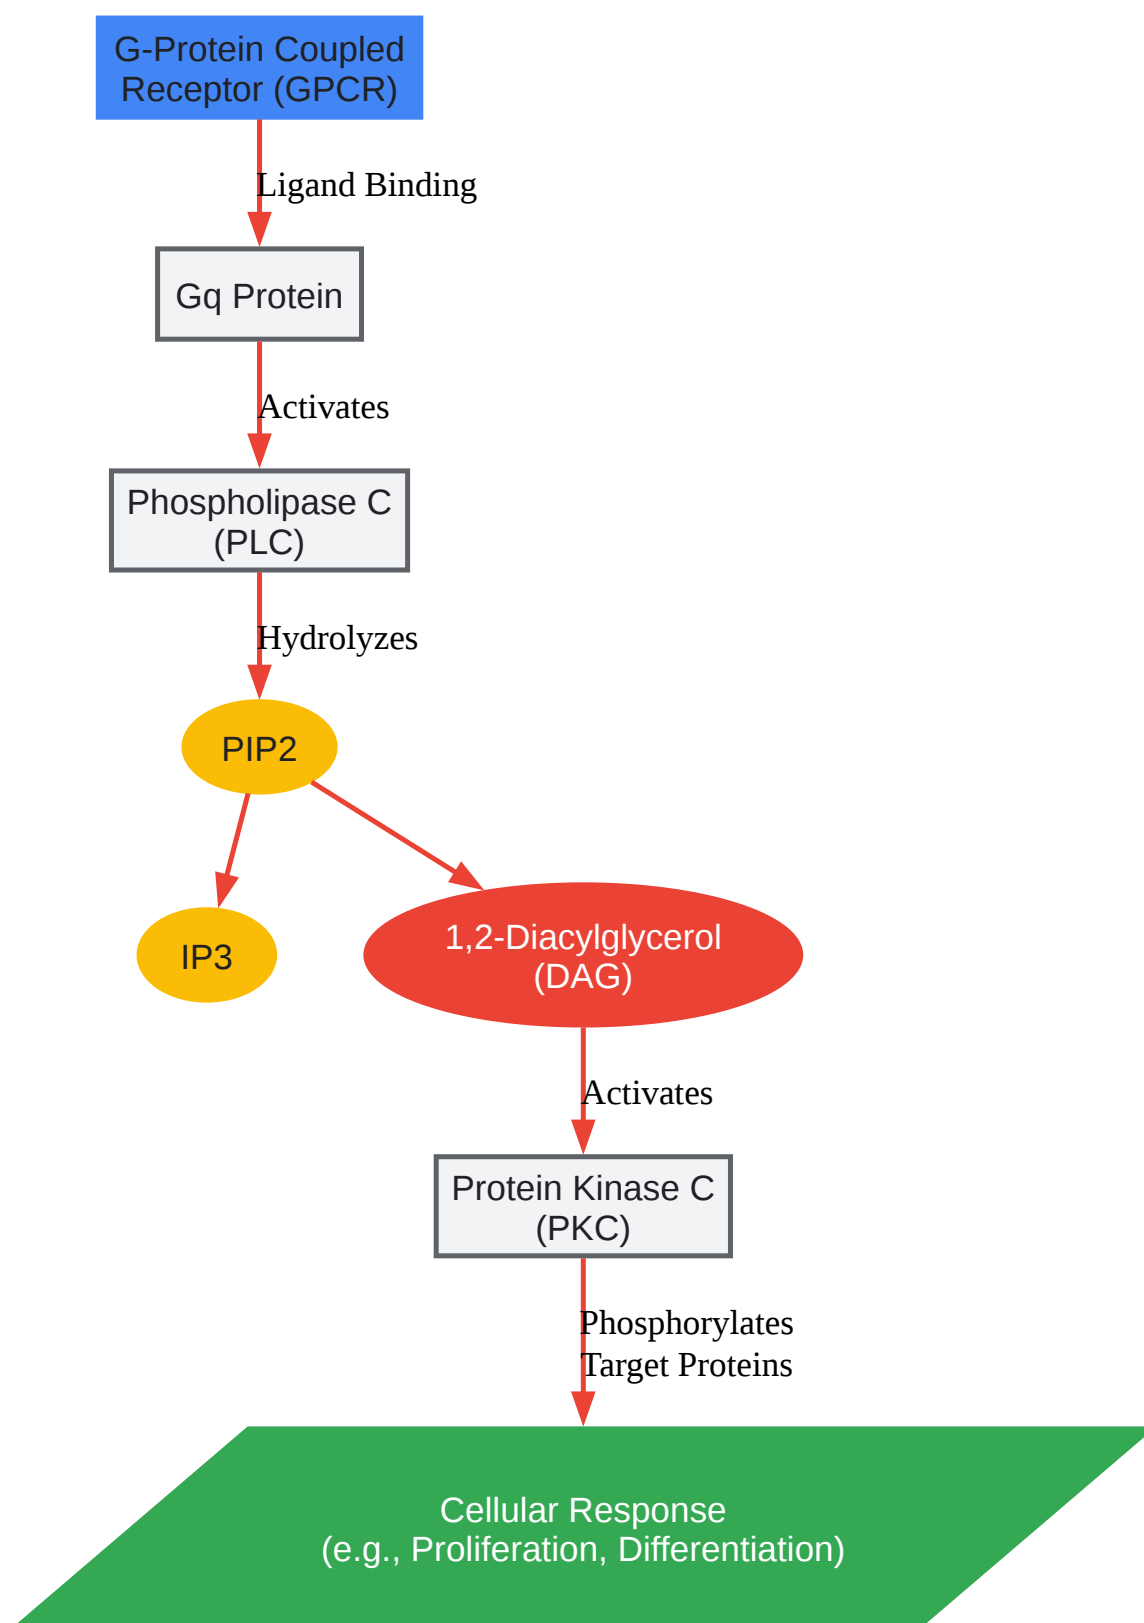 G-Protein Coupled
Receptor (GPCR)
Ligand Binding
Gq Protein
Activates
Phospholipase C
(PLC)
Hydrolyzes
PIP2
IP3
1,2-Diacylglycerol
(DAG)
Activates
Protein Kinase C
(PKC)
Phosphorylates
Target Proteins
Cellular Response
(e.g., Proliferation, Differentiation)